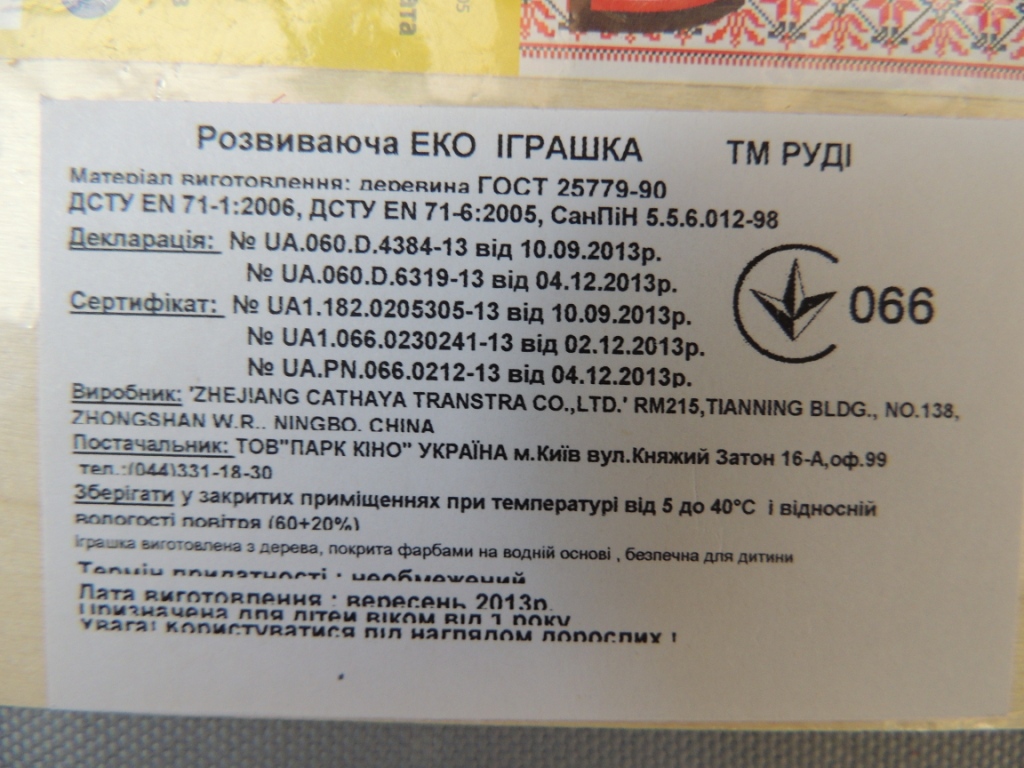 Розвиваюча ЕКО ІГРАШКА ТМ РУДІ
Матеріал виготовлення: деревина ГОСТ 25779-90
ДСТУ EN 71-1:2006, ДСТУ EN 71-6:2005, СанПіН 5.5.6.012-98
Декларація: № UA.060.D.4384-13 від 10.09.2013р.
№ UA.060.D.6319-13 від 04.12.2013р.
Сертифікат: № UA1.182.0205305-13 від 10.09.2013р.
№ UA1.066.0230241-13 від 02.12.2013р.
№ UA.PN.066.0212-13 від 04.12.2013р.
066
Виробник: 'ZHEJIANG CATHAYA TRANSTRA CO.,LTD.' RM215,TIANNING BLDG., NO.138,
ZHONGSHAN W.R., NINGBO, CHINA
Постачальник: ТОВ"ПАРК КІНО" УКРАЇНА м.Київ вул.Княжий Затон 16-А,оф.99
тел.:(044)331-18-30
Зберігати у закритих приміщеннях при температурі від 5 до 40°С і відносній
вологості повітря (60+20%)
Іграшка виготовлена з дерева, покрита фарбами на водній основі , безпечна для дитини
Термін придатності : необмежений
Дата виготовлення : вересень 2013р.
Призначена для дітей віком від 1 року
Увага! Користуватися під наглядом дорослих !